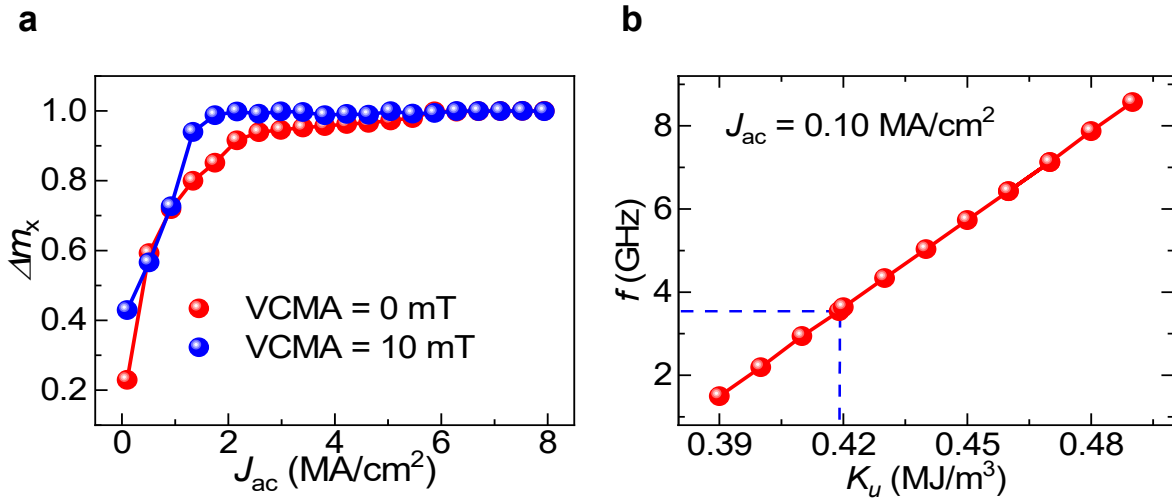 a
1.0
0.8
0.6
0.4
0.2
Δmx
VCMA = 0 mT
VCMA = 10 mT
0 2 4 6 8
Jac (MA/cm²)
b
Jac = 0.10 MA/cm²
8
6
4
2
f (GHz)
0.39 0.42 0.45 0.48
Ku (MJ/m³)